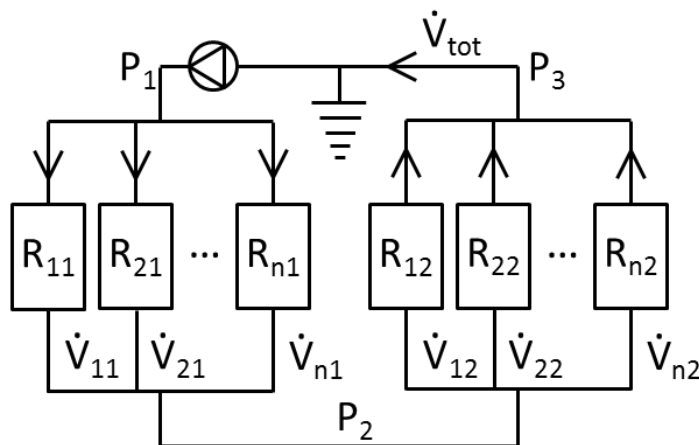 V̇tot
P1 P3
R11 R21 ... Rn1 R12 R22 ... Rn2
V̇11 V̇21 V̇n1 V̇12 V̇22 V̇n2
P2